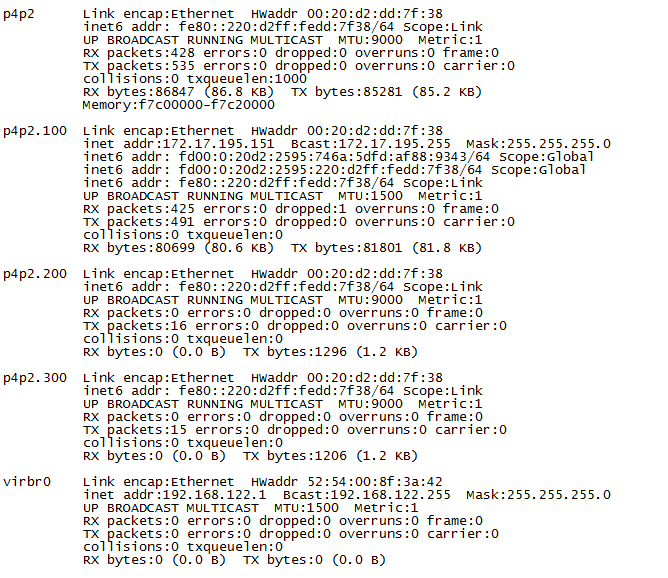 p4p2      Link encap:Ethernet  HWaddr 00:20:d2:dd:7f:38
          inet6 addr: fe80::220:d2ff:fedd:7f38/64 Scope:Link
          UP BROADCAST RUNNING MULTICAST  MTU:9000  Metric:1
          RX packets:428 errors:0 dropped:0 overruns:0 frame:0
          TX packets:535 errors:0 dropped:0 overruns:0 carrier:0
          collisions:0 txqueuelen:1000
          RX bytes:86847 (86.8 KB)  TX bytes:85281 (85.2 KB)
          Memory:f7c00000-f7c20000

p4p2.100  Link encap:Ethernet  HWaddr 00:20:d2:dd:7f:38
          inet addr:172.17.195.151  Bcast:172.17.195.255  Mask:255.255.255.0
          inet6 addr: fd00:0:20d2:2595:746a:5dfd:af88:9343/64 Scope:Global
          inet6 addr: fd00:0:20d2:2595:220:d2ff:fedd:7f38/64 Scope:Global
          inet6 addr: fe80::220:d2ff:fedd:7f38/64 Scope:Link
          UP BROADCAST RUNNING MULTICAST  MTU:1500  Metric:1
          RX packets:425 errors:0 dropped:1 overruns:0 frame:0
          TX packets:491 errors:0 dropped:0 overruns:0 carrier:0
          collisions:0 txqueuelen:0
          RX bytes:80699 (80.6 KB)  TX bytes:81801 (81.8 KB)

p4p2.200  Link encap:Ethernet  HWaddr 00:20:d2:dd:7f:38
          inet6 addr: fe80::220:d2ff:fedd:7f38/64 Scope:Link
          UP BROADCAST RUNNING MULTICAST  MTU:9000  Metric:1
          RX packets:0 errors:0 dropped:0 overruns:0 frame:0
          TX packets:16 errors:0 dropped:0 overruns:0 carrier:0
          collisions:0 txqueuelen:0
          RX bytes:0 (0.0 B)  TX bytes:1296 (1.2 KB)

p4p2.300  Link encap:Ethernet  HWaddr 00:20:d2:dd:7f:38
          inet6 addr: fe80::220:d2ff:fedd:7f38/64 Scope:Link
          UP BROADCAST RUNNING MULTICAST  MTU:9000  Metric:1
          RX packets:0 errors:0 dropped:0 overruns:0 frame:0
          TX packets:15 errors:0 dropped:0 overruns:0 carrier:0
          collisions:0 txqueuelen:0
          RX bytes:0 (0.0 B)  TX bytes:1206 (1.2 KB)

virbr0    Link encap:Ethernet  HWaddr 52:54:00:8f:3a:42
          inet addr:192.168.122.1  Bcast:192.168.122.255  Mask:255.255.255.0
          UP BROADCAST MULTICAST  MTU:1500  Metric:1
          RX packets:0 errors:0 dropped:0 overruns:0 frame:0
          TX packets:0 errors:0 dropped:0 overruns:0 carrier:0
          collisions:0 txqueuelen:0
          RX bytes:0 (0.0 B)  TX bytes:0 (0.0 B)